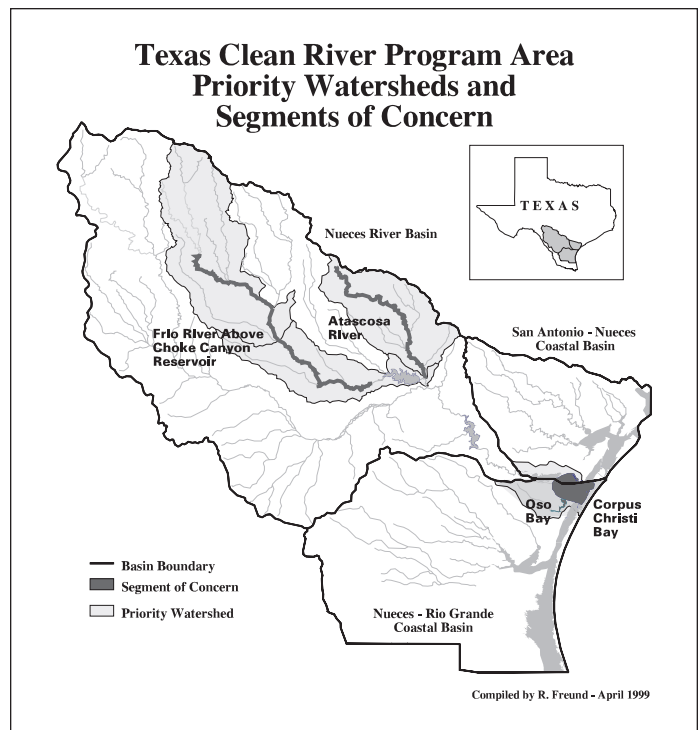 Texas Clean River Program Area
Priority Watersheds and
Segments of Concern
TEXAS
Nueces River Basin
San Antonio - Nueces
Coastal Basin
Frio River Above
Choke Canyon
Reservoir
Atascosa
River
Oso
Bay
Corpus
Christi
Bay
Basin Boundary
Segment of Concern
Priority Watershed
Nueces - Rio Grande
Coastal Basin
Compiled by R. Freund - April 1999